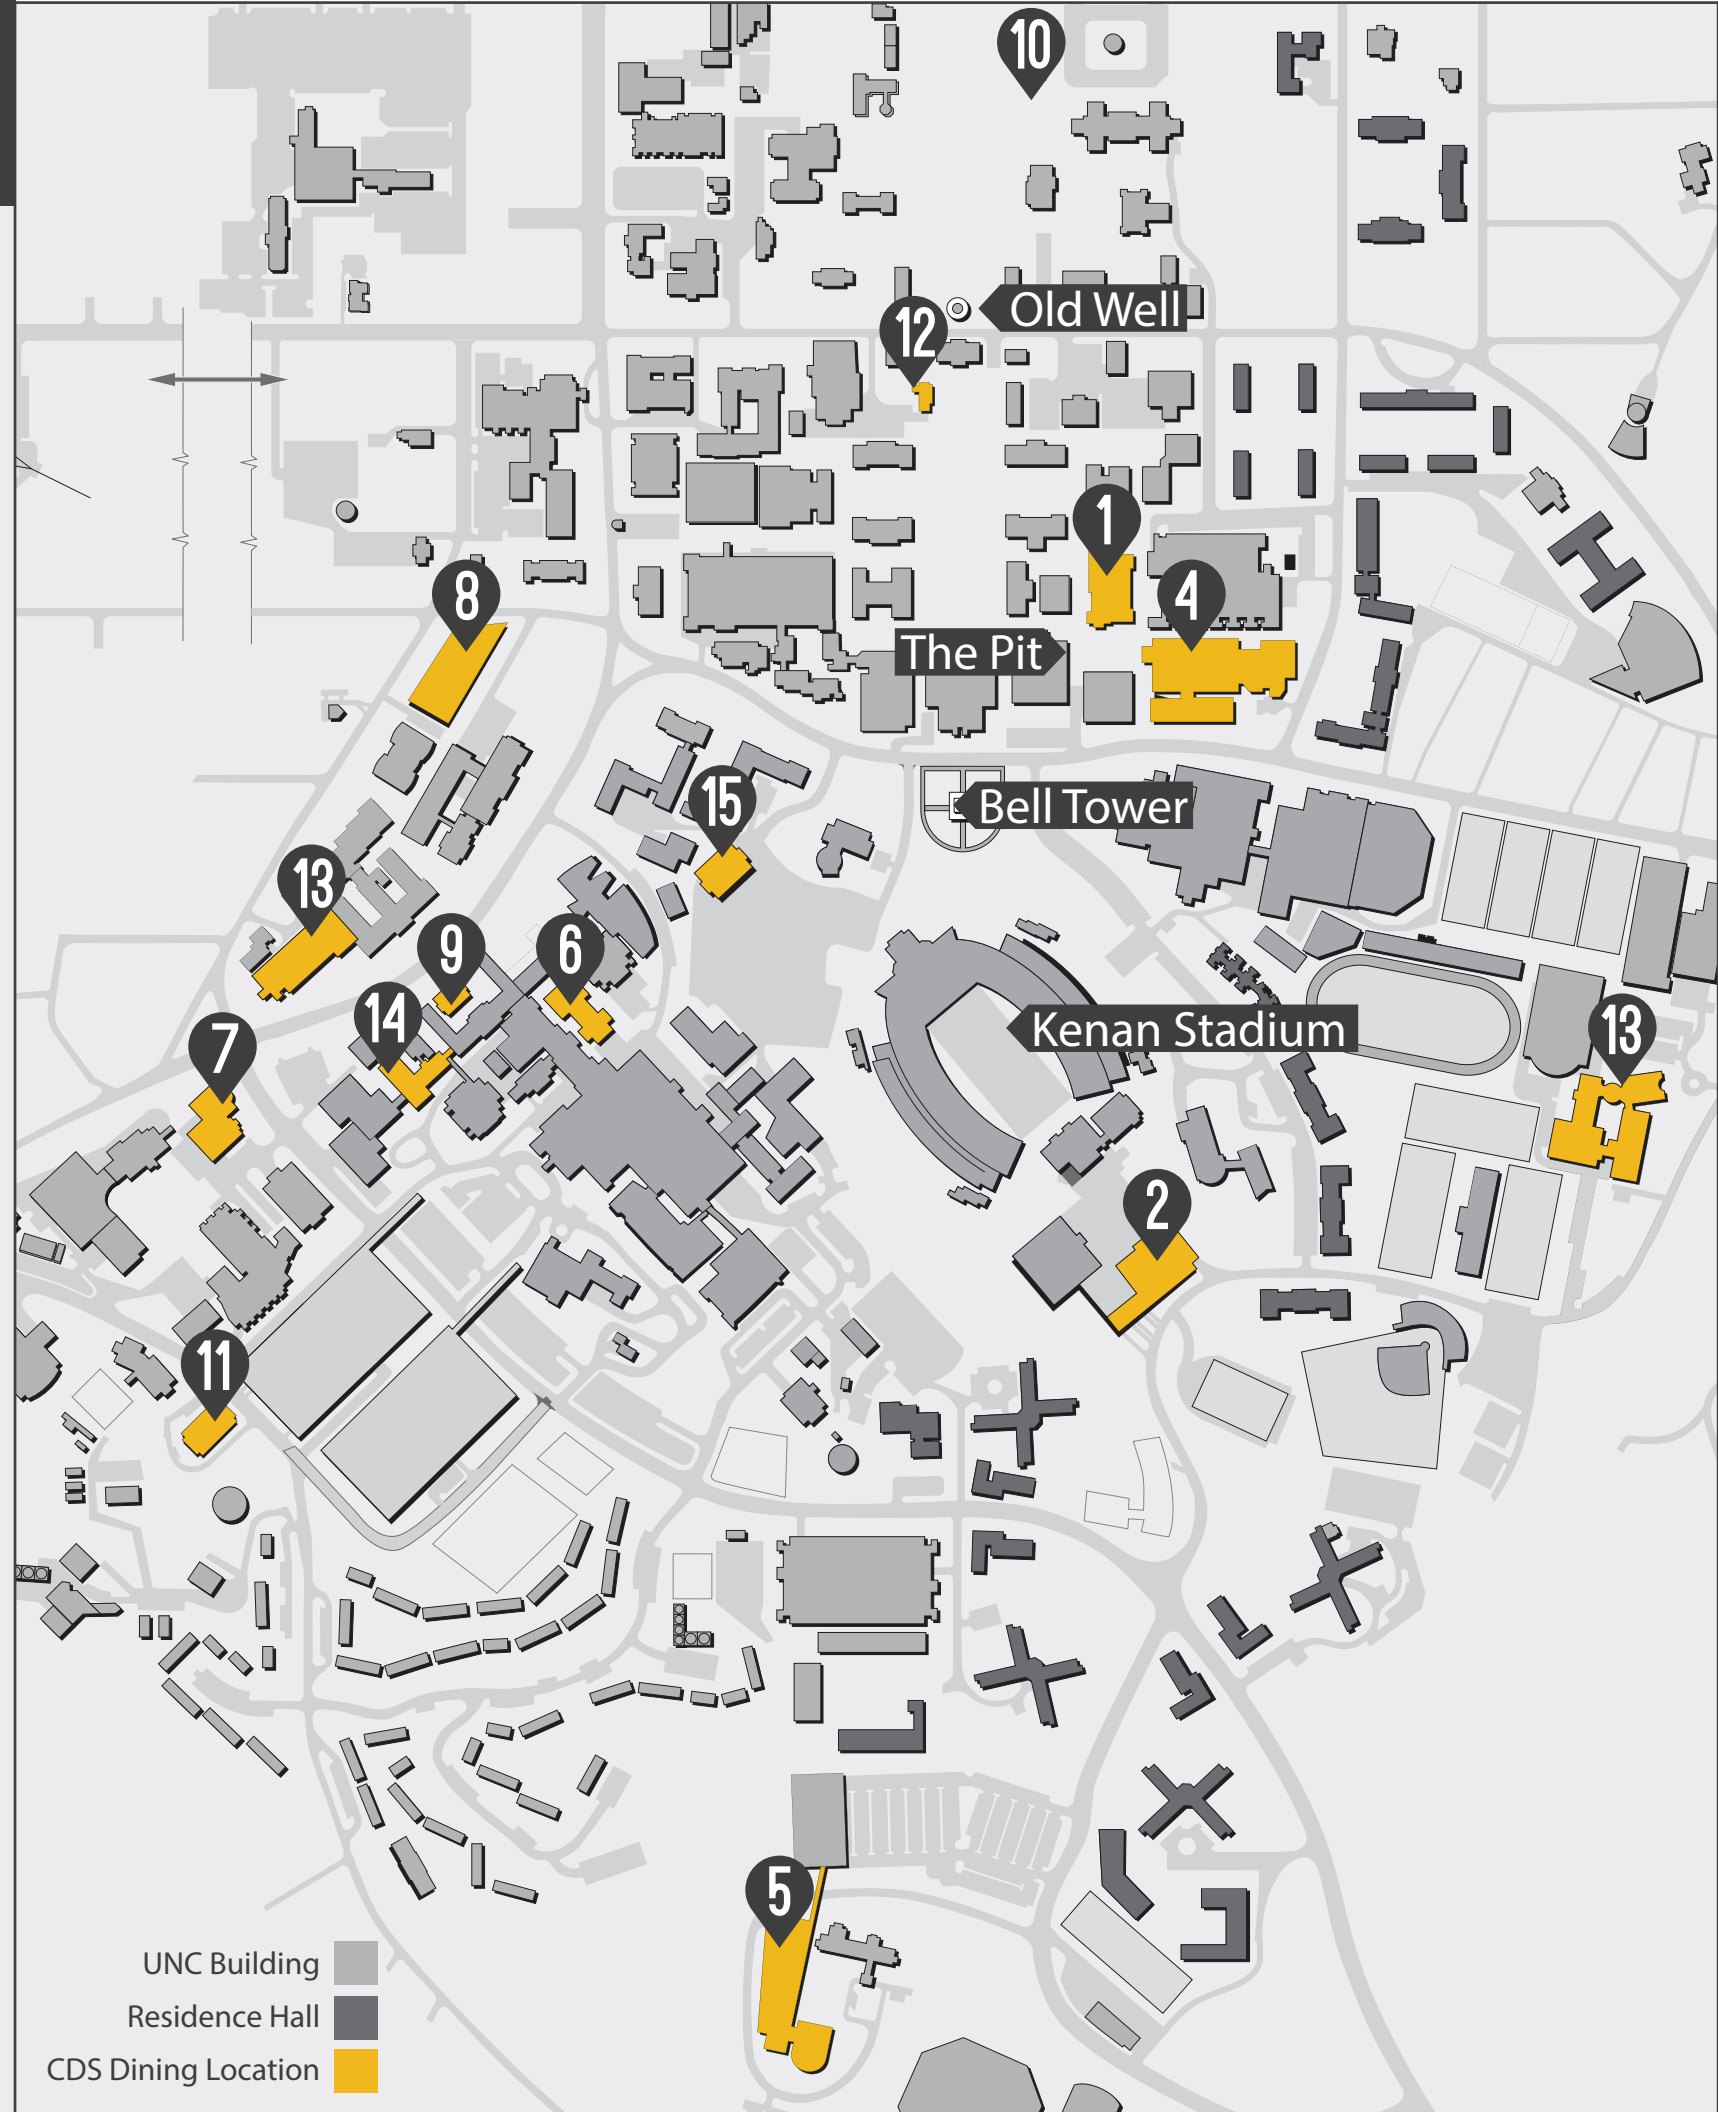 10
Old Well
12
1
8
4
The Pit
15
Bell Tower
13
9
6
14
Kenan Stadium
13
7
2
11
5
UNC Building
Residence Hall
CDS Dining Location